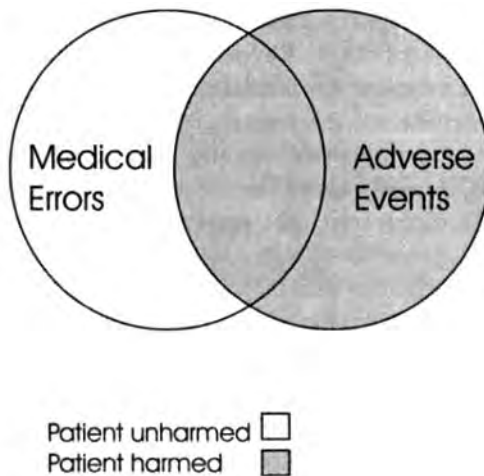 Medical
Errors
Adverse
Events
Patient unharmed
Patient harmed